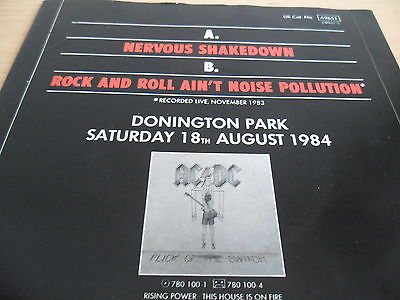 UK Cat. No. A9651
A.
NERVOUS SHAKEDOWN
B.
ROCK AND ROLL AIN'T NOISE POLLUTION*
*RECORDED LIVE, NOVEMBER 1983
DONINGTON PARK
SATURDAY 18TH AUGUST 1984
AC/DC
FLICK OF THE SWITCH
780 100 1 780 100 4
RISING POWER THIS HOUSE IS ON FIRE